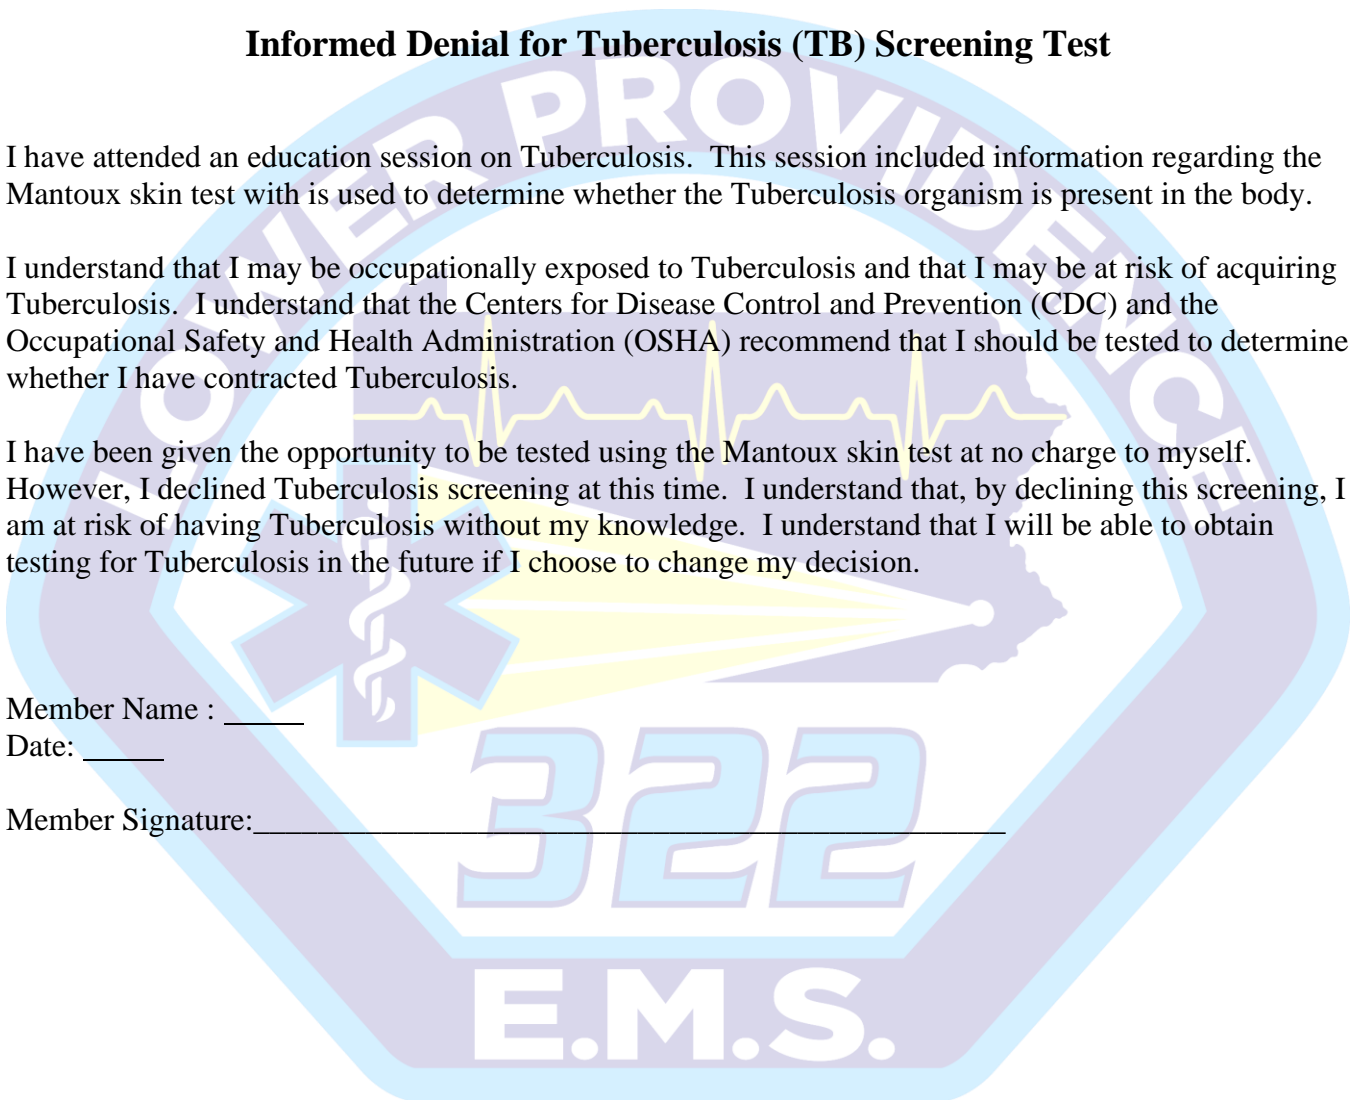 Informed Denial for Tuberculosis (TB) Screening Test
I have attended an education session on Tuberculosis.  This session included information regarding the
Mantoux skin test with is used to determine whether the Tuberculosis organism is present in the body.
I understand that I may be occupationally exposed to Tuberculosis and that I may be at risk of acquiring
Tuberculosis.  I understand that the Centers for Disease Control and Prevention (CDC) and the
Occupational Safety and Health Administration (OSHA) recommend that I should be tested to determine
whether I have contracted Tuberculosis.
I have been given the opportunity to be tested using the Mantoux skin test at no charge to myself.
However, I declined Tuberculosis screening at this time.  I understand that, by declining this screening, I
am at risk of having Tuberculosis without my knowledge.  I understand that I will be able to obtain
testing for Tuberculosis in the future if I choose to change my decision.
Member Name : _____
Date: _____
Member Signature:_______________________________________________
LOWER PROVIDENCE
322
E.M.S.